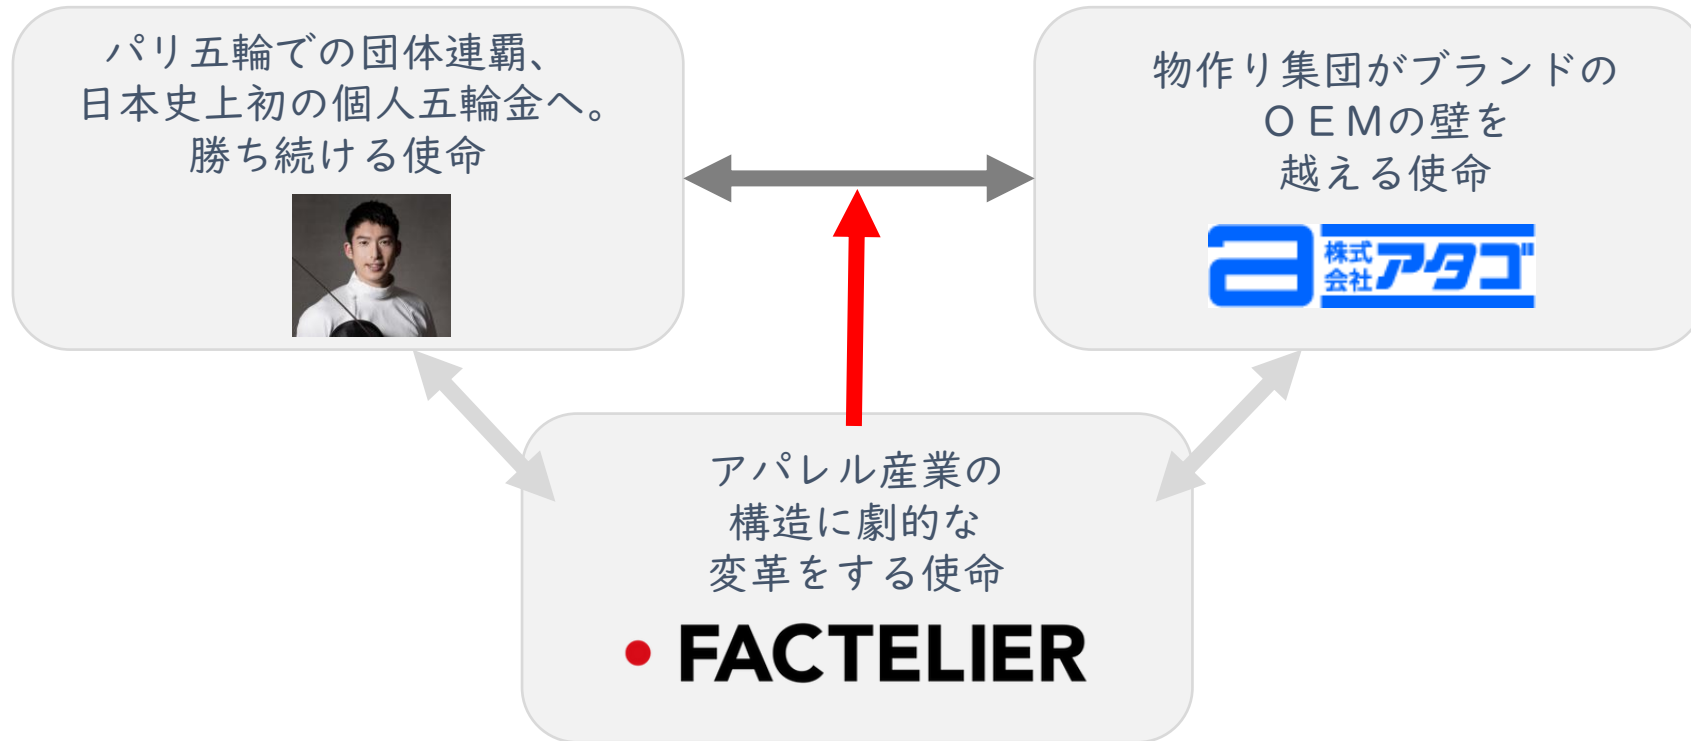 パリ五輪での団体連覇、
日本史上初の個人五輪金へ。
勝ち続ける使命
物作り集団がブランドの
ＯＥＭの壁を
越える使命
a 株式会社アタゴ
アパレル産業の
構造に劇的な
変革をする使命
FACTELIER